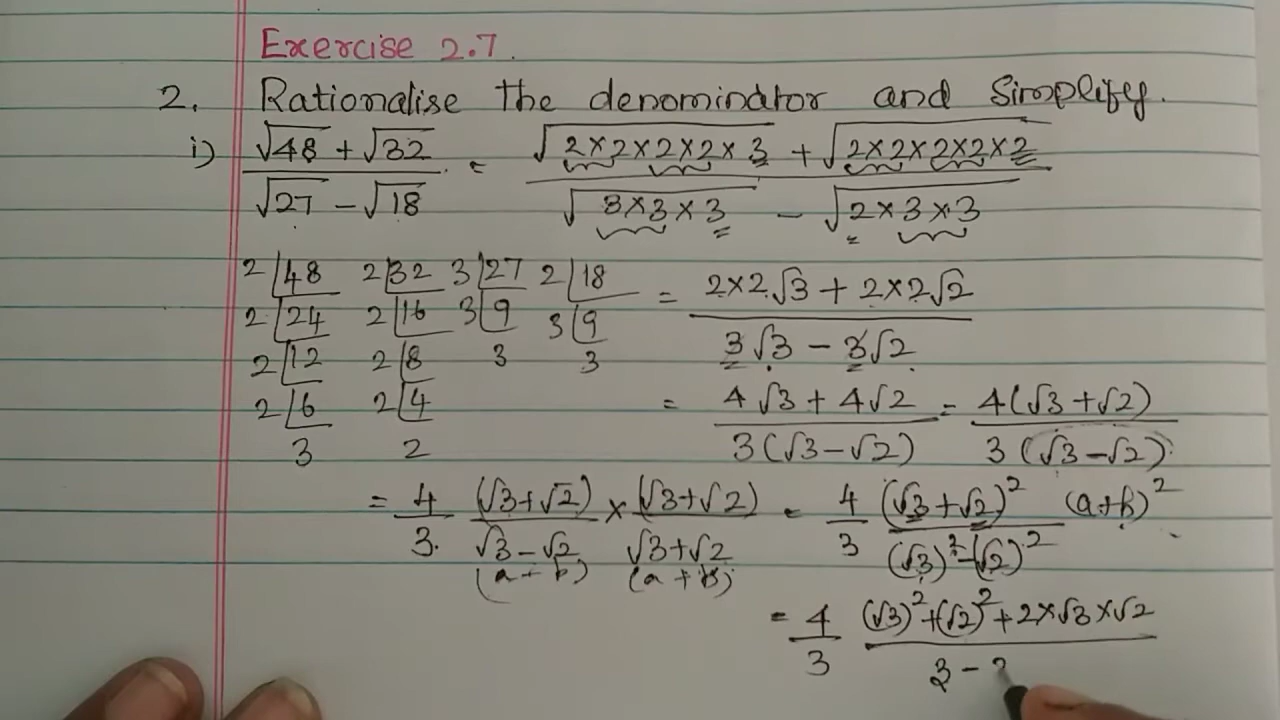 Exercise 2.7.
2. Rationalise the denominator and Simplify.
i) (√48 + √32)/(√27 − √18) = (√(2×2×2×2×3) + √(2×2×2×2×2))/(√(3×3×3) − √(2×3×3))
2|48 2|32 3|27 2|18
2|24 2|16 3|9 3|9
2|12 2|8 3 3
2|6 2|4
3 2
= (2×2√3 + 2×2√2)/(3√3 − 3√2)
= (4√3 + 4√2)/(3(√3−√2)) = 4(√3+√2)/(3(√3−√2))
= 4/3 (√3+√2)/(√3−√2) × (√3+√2)/(√3+√2) = 4/3 (√3+√2)²/((√3)²−(√2)²) (a+b)²
(a − b) (a + b)
= 4/3 ((√3)²+(√2)²+2×√3×√2)/(3 −